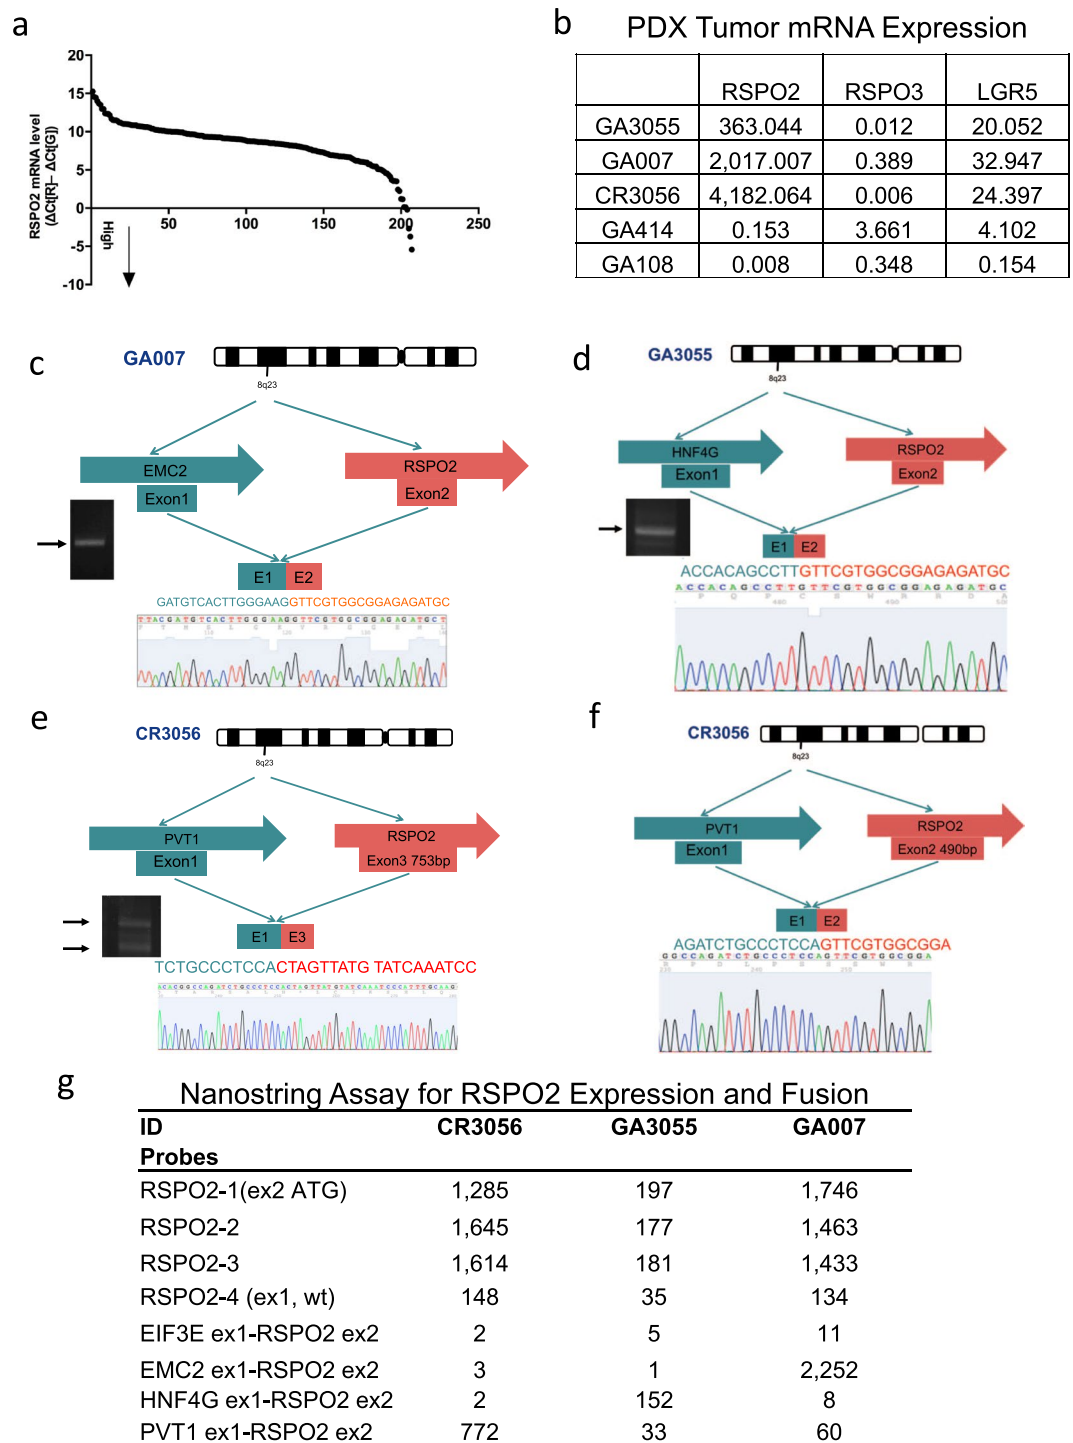 a
20
15
10
5
0
-5
-10
50
100
150
200
250
RSPO2 mRNA level
(ΔCt[R]– ΔCt[G])
High
b
PDX Tumor mRNA Expression
RSPO2 RSPO3 LGR5
GA3055 363.044 0.012 20.052
GA007 2,017.007 0.389 32.947
CR3056 4,182.064 0.006 24.397
GA414 0.153 3.661 4.102
GA108 0.008 0.348 0.154
c
GA007
8q23
EMC2
Exon1
RSPO2
Exon2
E1 E2
GATGTCACTTGGGAAGGTTCGTGGCGGAGAGATGC
TTACGATGTCACTTGGGAAGGTTCGTGGCGGAGAGATGCT
d
GA3055
8q23
HNF4G
Exon1
RSPO2
Exon2
E1 E2
ACCACAGCCTTGTTCGTGGCGGAGAGATGC
ACCACAGCCTTGTTCGTGGCGGAGAGATGC
e
CR3056
8q23
PVT1
Exon1
RSPO2
Exon3 753bp
E1 E3
TCTGCCCTCCACTAGTTATG TATCAAATCC
ACACGGCCAGATCTGCCCTCCACTAGTTATGTATCAAATCCCATTTGCAAG
f
CR3056
8q23
PVT1
Exon1
RSPO2
Exon2 490bp
E1 E2
AGATCTGCCCTCCAGTTCGTGGCGGA
GGCCAGATCTGCCCTCCAGTTCGTGGCGGA
g
Nanostring Assay for RSPO2 Expression and Fusion
ID CR3056 GA3055 GA007
Probes
RSPO2-1(ex2 ATG) 1,285 197 1,746
RSPO2-2 1,645 177 1,463
RSPO2-3 1,614 181 1,433
RSPO2-4 (ex1, wt) 148 35 134
EIF3E ex1-RSPO2 ex2 2 5 11
EMC2 ex1-RSPO2 ex2 3 1 2,252
HNF4G ex1-RSPO2 ex2 2 152 8
PVT1 ex1-RSPO2 ex2 772 33 60